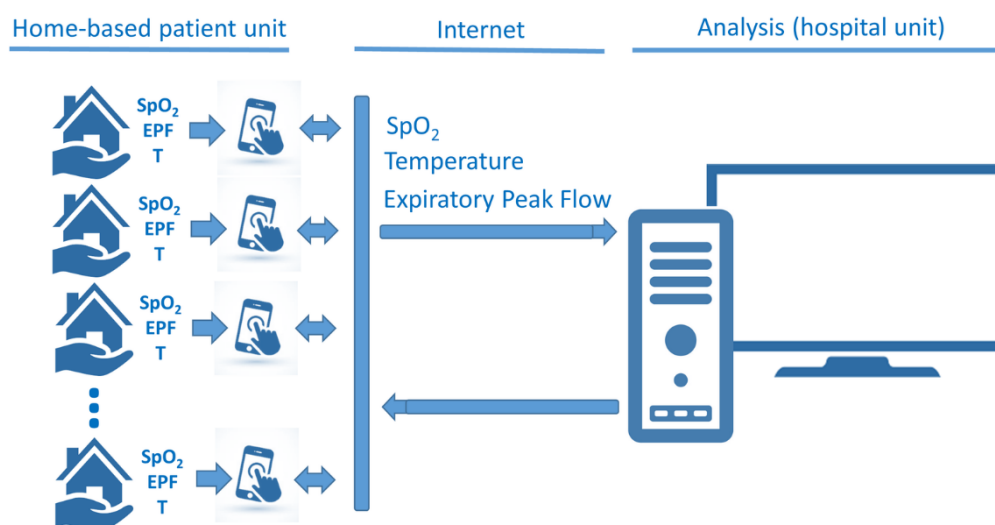 Home-based patient unit
Internet
Analysis (hospital unit)
SpO₂
EPF
T
SpO₂
EPF
T
SpO₂
EPF
T
SpO₂
EPF
T
SpO₂
Temperature
Expiratory Peak Flow